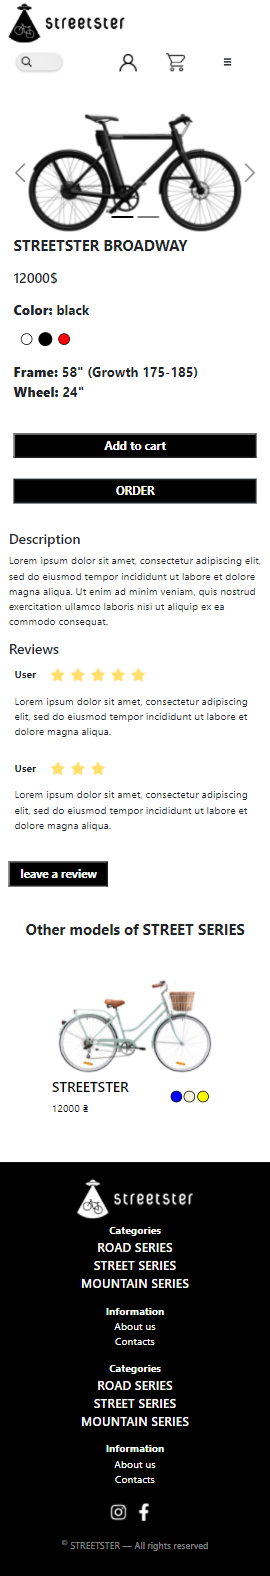 streetster
STREETSTER BROADWAY
12000$
Color: black
Frame: 58" (Growth 175-185)
Wheel: 24"
Add to cart
ORDER
Description
Lorem ipsum dolor sit amet, consectetur adipiscing elit,
sed do eiusmod tempor incididunt ut labore et dolore
magna aliqua. Ut enim ad minim veniam, quis nostrud
exercitation ullamco laboris nisi ut aliquip ex ea
commodo consequat.
Reviews
User
Lorem ipsum dolor sit amet, consectetur adipiscing
elit, sed do eiusmod tempor incididunt ut labore et
dolore magna aliqua.
User
Lorem ipsum dolor sit amet, consectetur adipiscing
elit, sed do eiusmod tempor incididunt ut labore et
dolore magna aliqua.
leave a review
Other models of STREET SERIES
STREETSTER
12000 ₴
streetster
Categories
ROAD SERIES
STREET SERIES
MOUNTAIN SERIES
Information
About us
Contacts
Categories
ROAD SERIES
STREET SERIES
MOUNTAIN SERIES
Information
About us
Contacts
© STREETSTER — All rights reserved